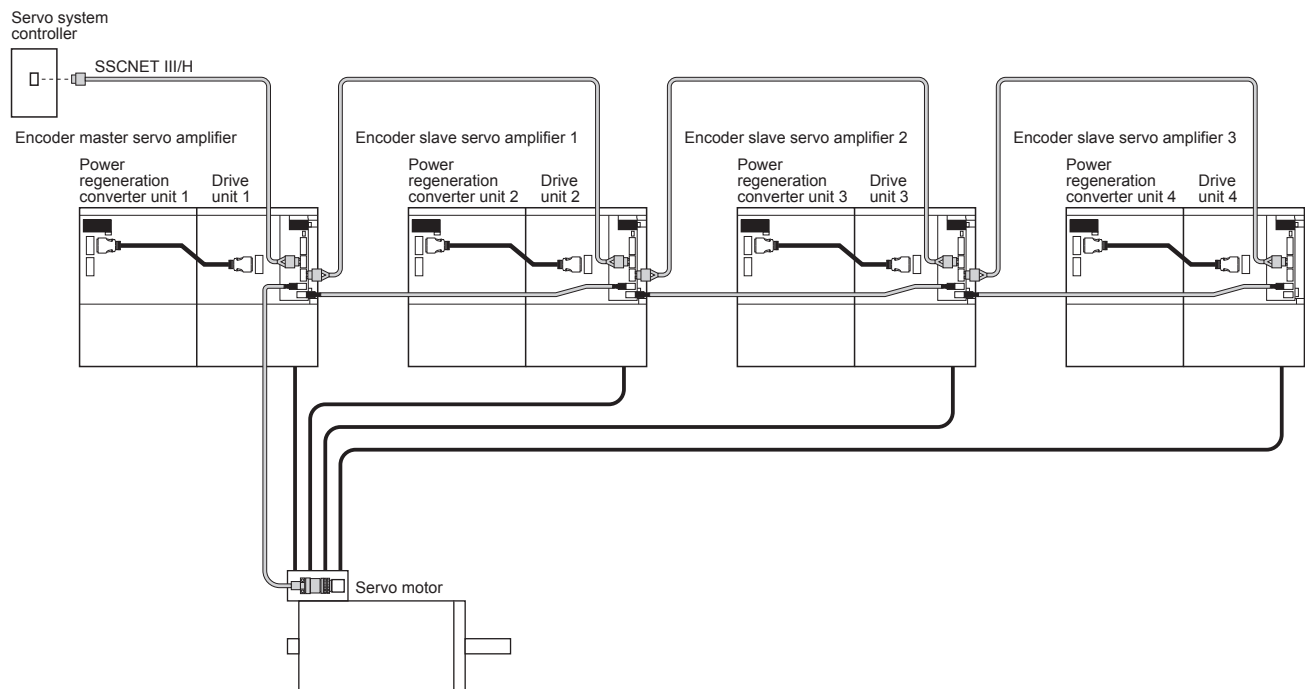 Servo system
controller
SSCNET III/H
Encoder master servo amplifier
Power
regeneration
converter unit 1
Drive
unit 1
Encoder slave servo amplifier 1
Power
regeneration
converter unit 2
Drive
unit 2
Encoder slave servo amplifier 2
Power
regeneration
converter unit 3
Drive
unit 3
Encoder slave servo amplifier 3
Power
regeneration
converter unit 4
Drive
unit 4
Servo motor